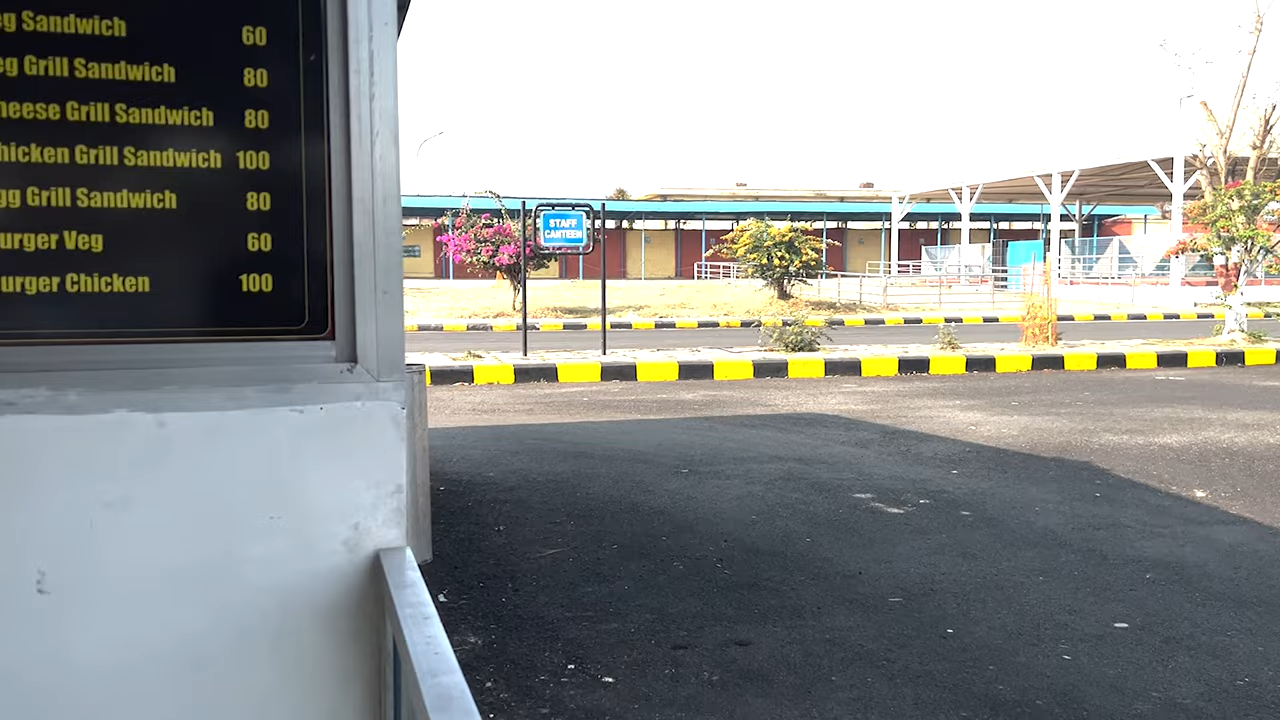 eg Sandwich 60
eg Grill Sandwich 80
heese Grill Sandwich 80
hicken Grill Sandwich 100
gg Grill Sandwich 80
urger Veg 60
urger Chicken 100
STAFF
CANTEEN